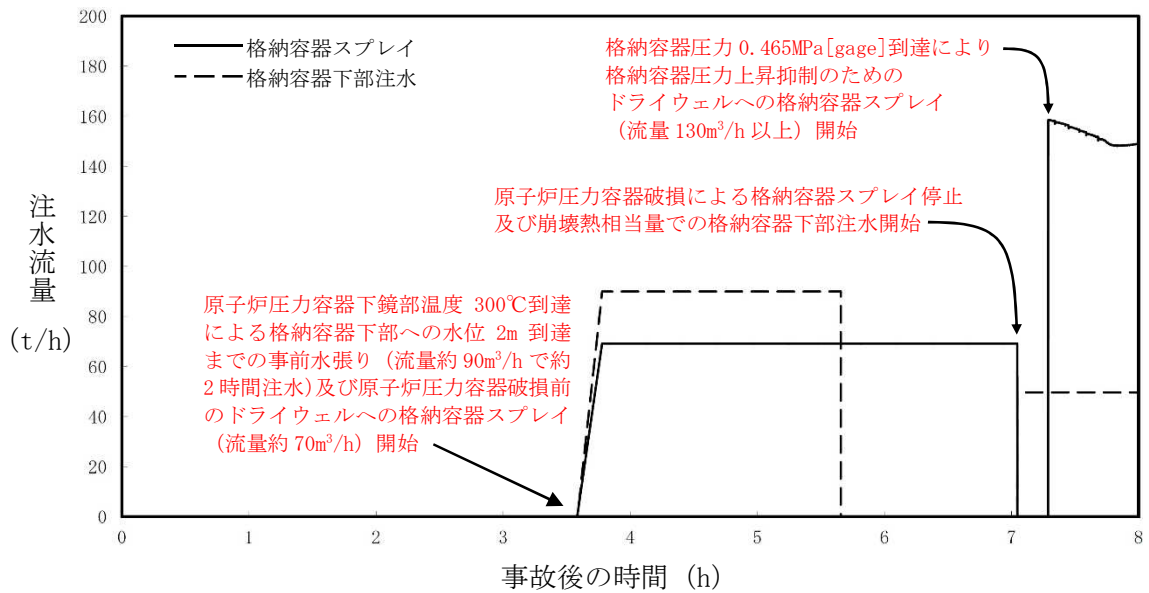 200
180
160
140
120
100
80
60
40
20
0
注水流量
(t/h)
格納容器スプレイ
格納容器下部注水
格納容器圧力 0.465MPa[gage]到達により
格納容器圧力上昇抑制のための
ドライウェルへの格納容器スプレイ
（流量 130m³/h 以上）開始
原子炉圧力容器破損による格納容器スプレイ停止
及び崩壊熱相当量での格納容器下部注水開始
原子炉圧力容器下鏡部温度 300℃到達
による格納容器下部への水位 2m 到達
までの事前水張り（流量約 90m³/h で約
2 時間注水)及び原子炉圧力容器破損前
のドライウェルへの格納容器スプレイ
（流量約 70m³/h）開始
0 1 2 3 4 5 6 7 8
事故後の時間 (h)